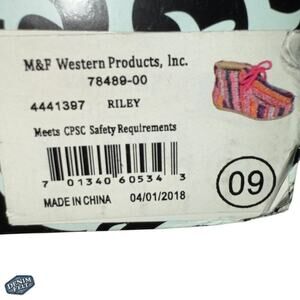 M&F Western Products, Inc.
78489-00
4441397 RILEY
Meets CPSC Safety Requirements
7 01340 60534 3
MADE IN CHINA 04/01/2018
09
DENIM
FELT